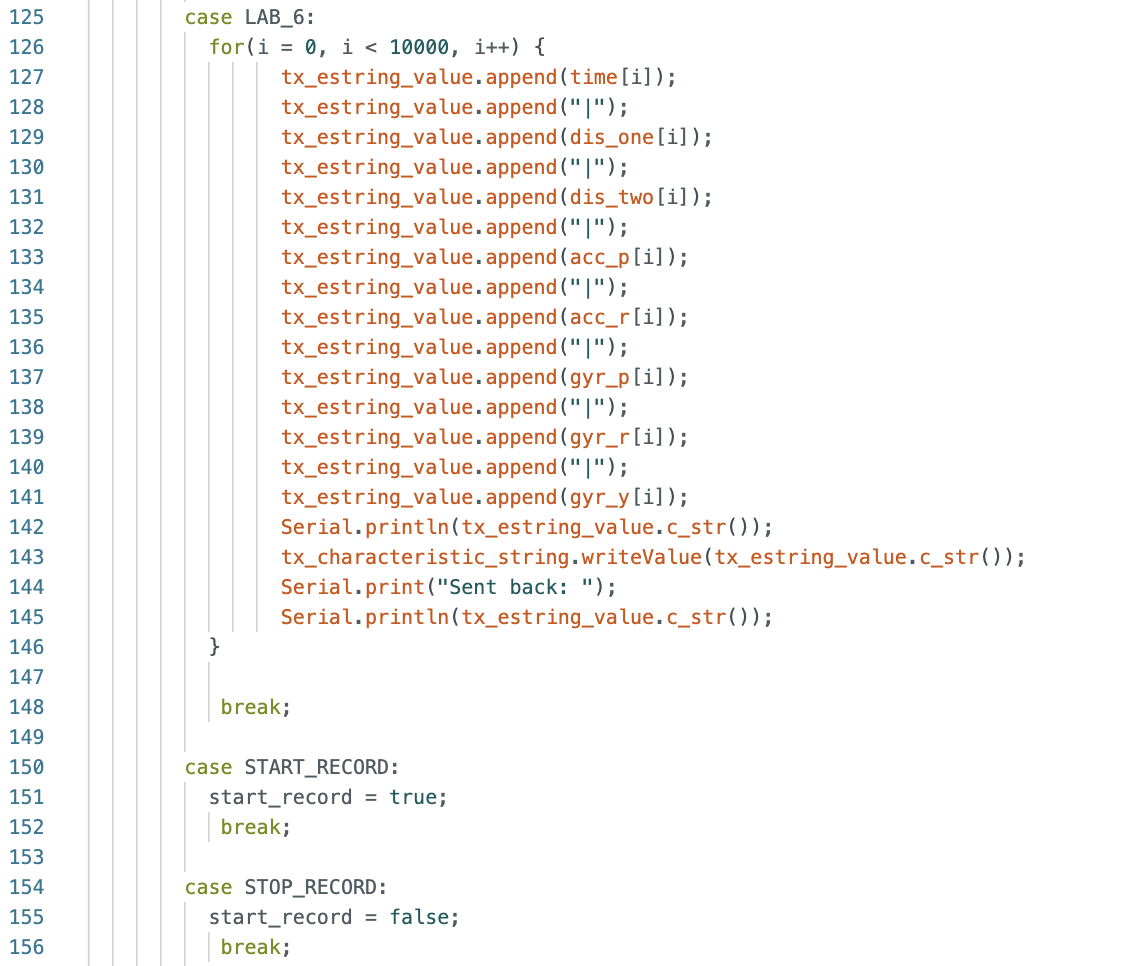 125 case LAB_6:
126 for(i = 0, i < 10000, i++) {
127 tx_estring_value.append(time[i]);
128 tx_estring_value.append("|");
129 tx_estring_value.append(dis_one[i]);
130 tx_estring_value.append("|");
131 tx_estring_value.append(dis_two[i]);
132 tx_estring_value.append("|");
133 tx_estring_value.append(acc_p[i]);
134 tx_estring_value.append("|");
135 tx_estring_value.append(acc_r[i]);
136 tx_estring_value.append("|");
137 tx_estring_value.append(gyr_p[i]);
138 tx_estring_value.append("|");
139 tx_estring_value.append(gyr_r[i]);
140 tx_estring_value.append("|");
141 tx_estring_value.append(gyr_y[i]);
142 Serial.println(tx_estring_value.c_str());
143 tx_characteristic_string.writeValue(tx_estring_value.c_str());
144 Serial.print("Sent back: ");
145 Serial.println(tx_estring_value.c_str());
146 }
147
148 break;
149
150 case START_RECORD:
151 start_record = true;
152 break;
153
154 case STOP_RECORD:
155 start_record = false;
156 break;